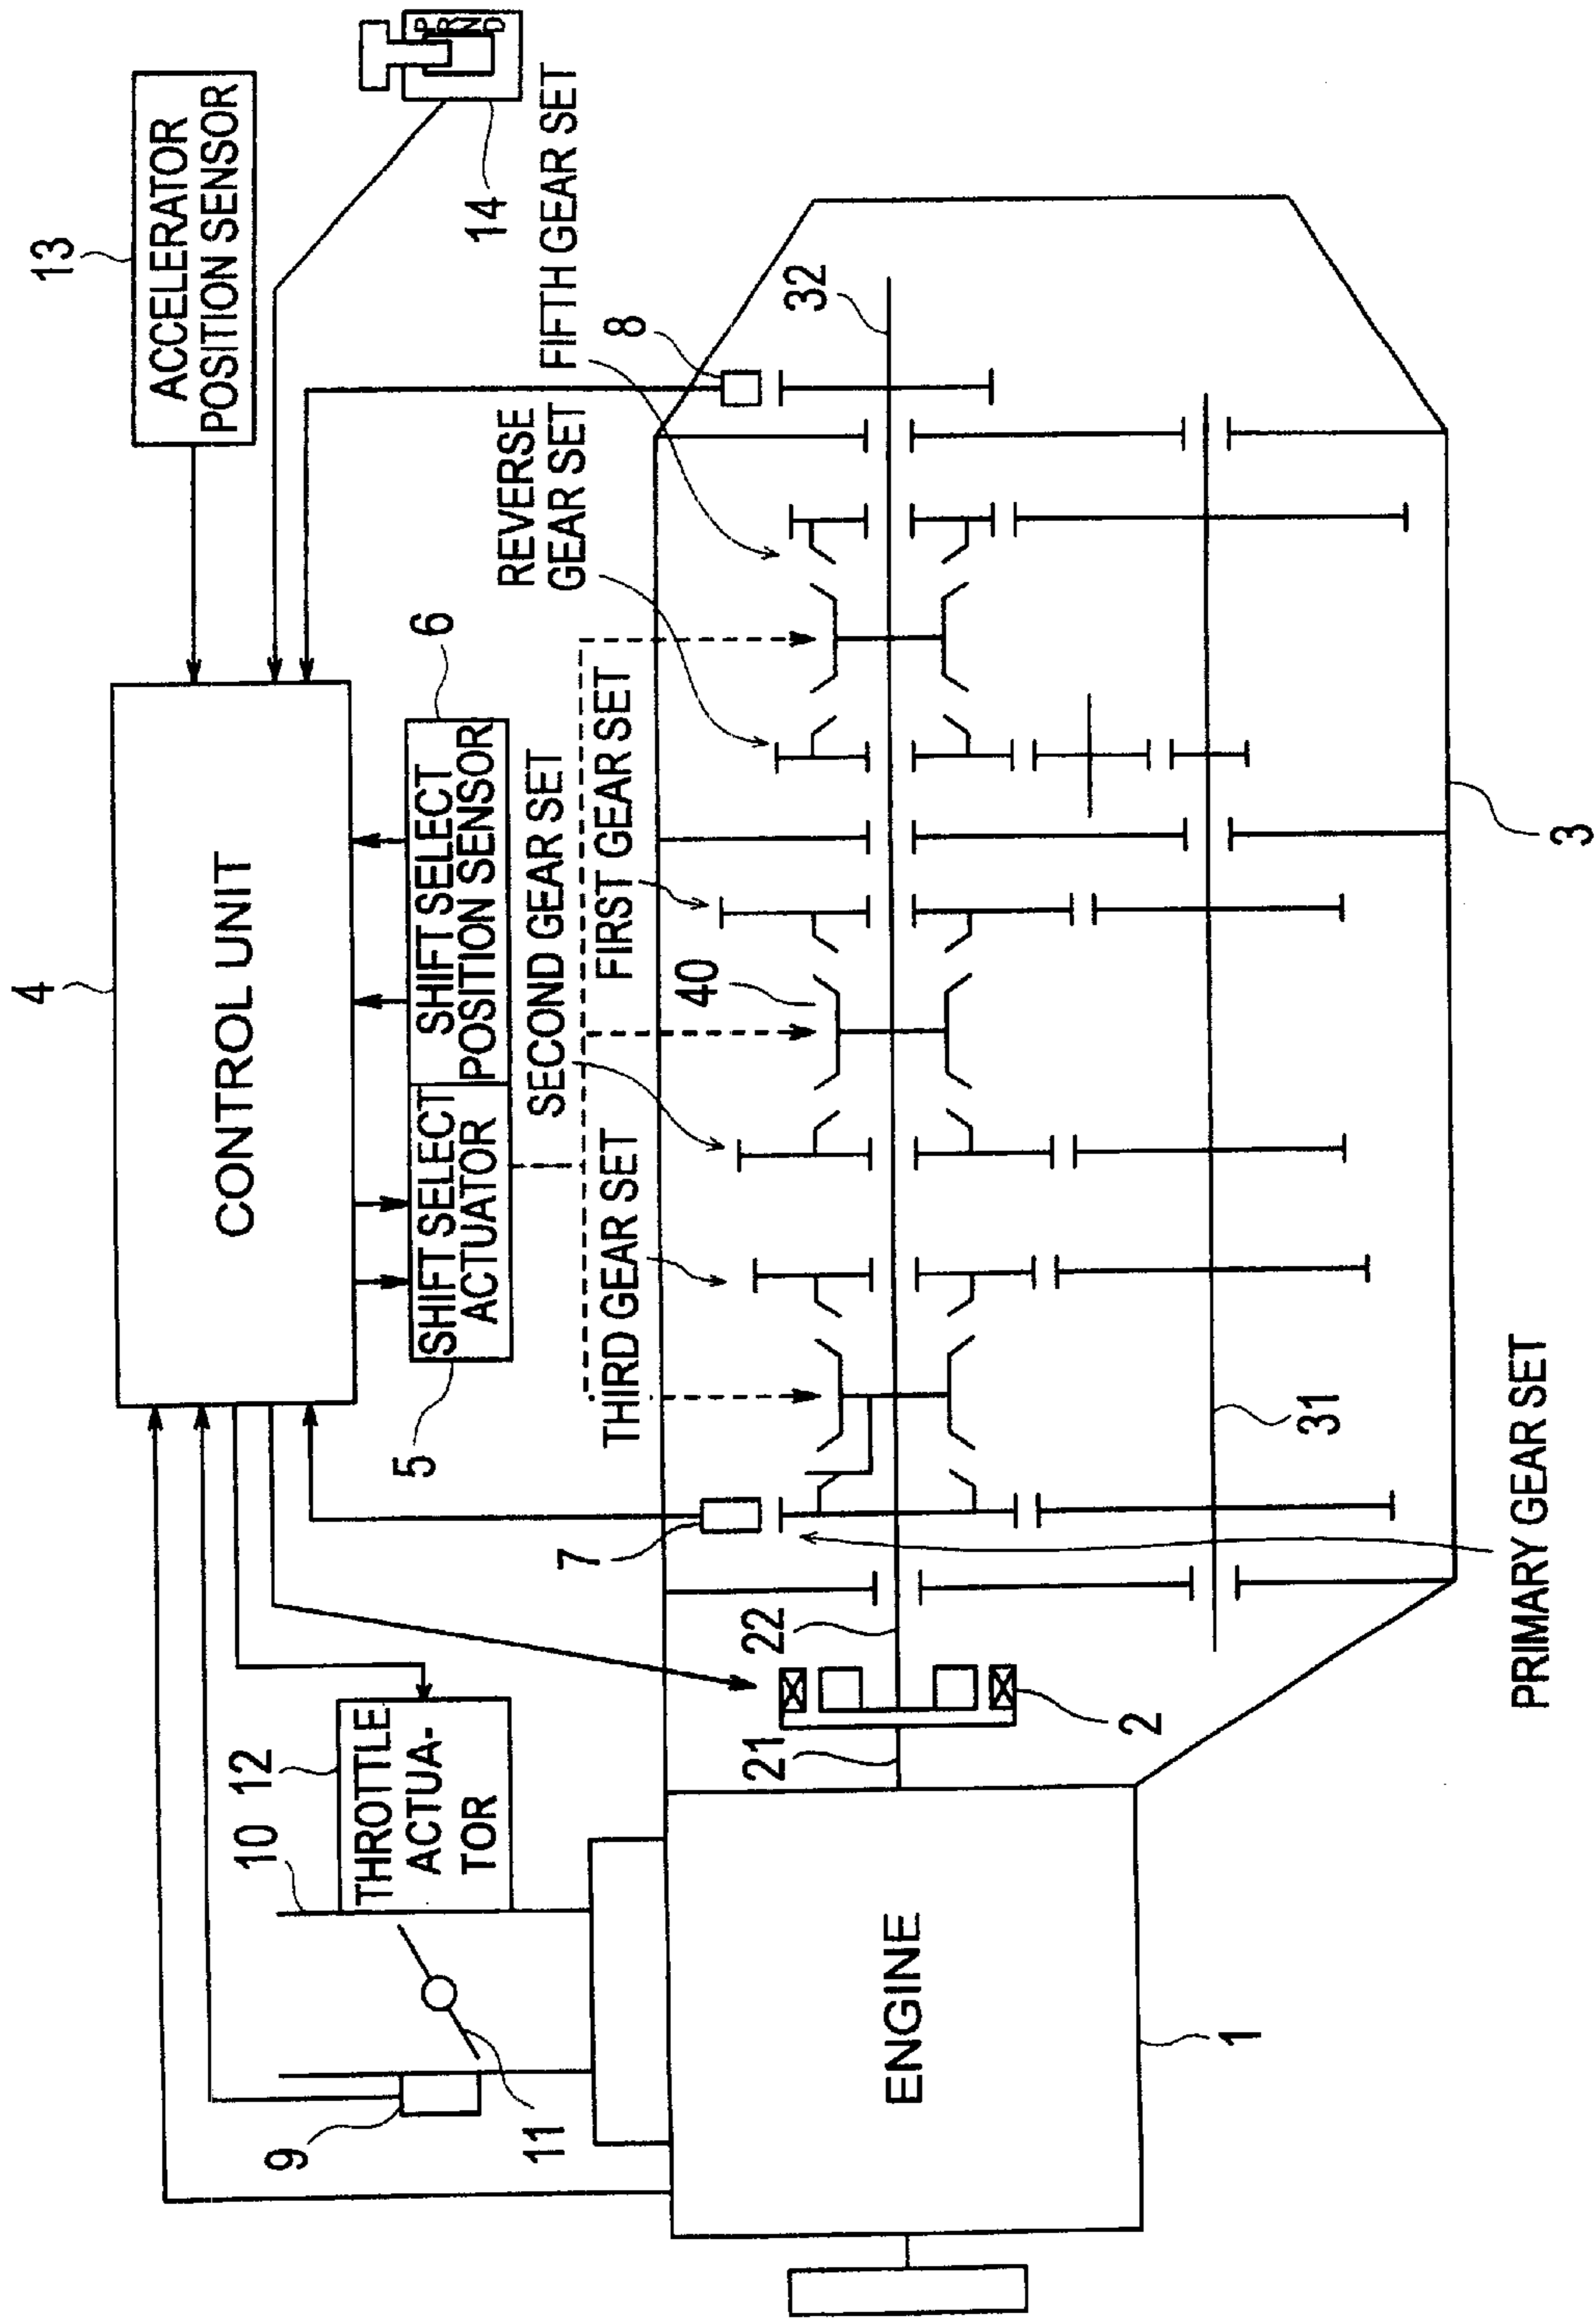 13
ACCELERATOR
POSITION SENSOR
P R N D
14
4
CONTROL UNIT
6
SHIFT SELECT
POSITION SENSOR
5
SHIFT SELECT
ACTUATOR
10
12
THROTTLE
ACTUA-
TOR
9
11
FIFTH GEAR SET
REVERSE
GEAR SET
8
32
SECOND GEAR SET
FIRST GEAR SET
THIRD GEAR SET
40
7
22
21
2
ENGINE
1
31
3
PRIMARY GEAR SET